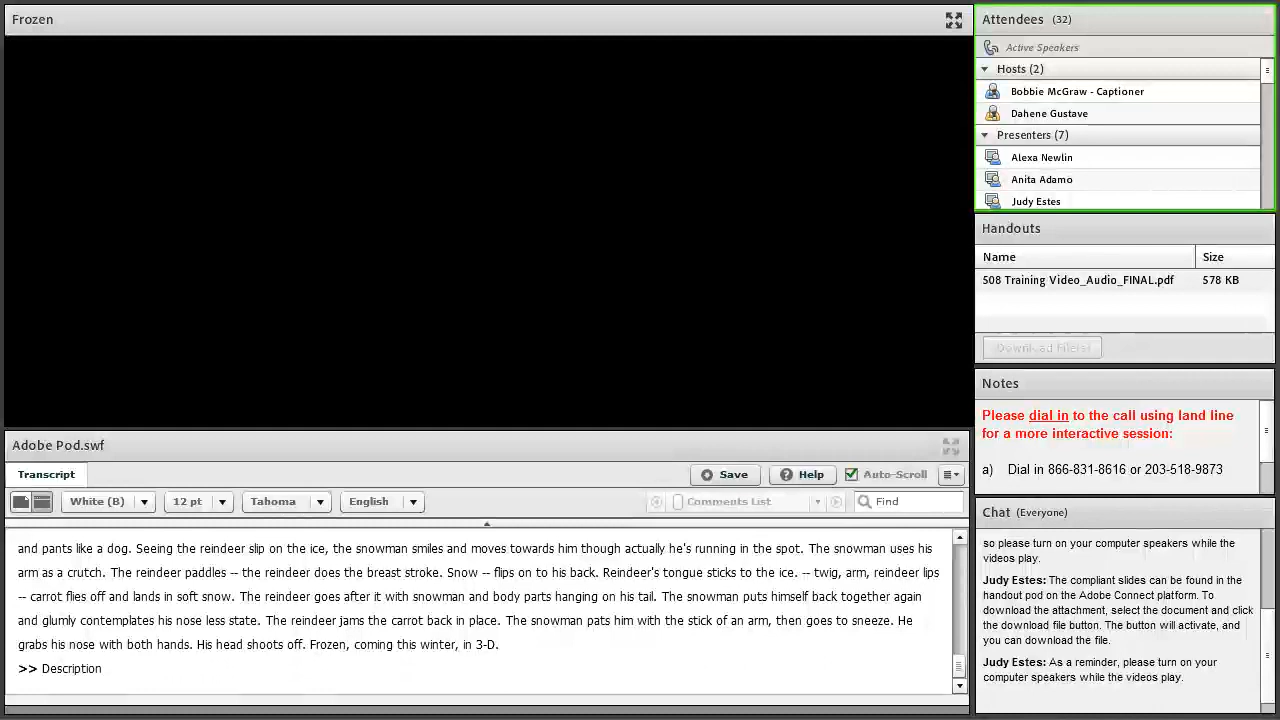 Frozen
Attendees (32)
Active Speakers
Hosts (2)
Bobbie McGraw - Captioner
Dahene Gustave
Presenters (7)
Alexa Newlin
Anita Adamo
Judy Estes
Handouts
Name Size
508 Training Video_Audio_FINAL.pdf 578 KB
Download File(s)
Notes
Please dial in to the call using land line
for a more interactive session:
a) Dial in 866-831-8616 or 203-518-9873
Adobe Pod.swf
Transcript Save Help Auto-Scroll
White (B) 12 pt Tahoma English Comments List Find
and pants like a dog. Seeing the reindeer slip on the ice, the snowman smiles and moves towards him though actually he's running in the spot. The snowman uses his
arm as a crutch. The reindeer paddles -- the reindeer does the breast stroke. Snow -- flips on to his back. Reindeer's tongue sticks to the ice. -- twig, arm, reindeer lips
-- carrot flies off and lands in soft snow. The reindeer goes after it with snowman and body parts hanging on his tail. The snowman puts himself back together again
and glumly contemplates his nose less state. The reindeer jams the carrot back in place. The snowman pats him with the stick of an arm, then goes to sneeze. He
grabs his nose with both hands. His head shoots off. Frozen, coming this winter, in 3-D.
>> Description
Chat (Everyone)
so please turn on your computer speakers while the
videos play.
Judy Estes: The compliant slides can be found in the
handout pod on the Adobe Connect platform. To
download the attachment, select the document and click
the download file button. The button will activate, and
you can download the file.
Judy Estes: As a reminder, please turn on your
computer speakers while the videos play.